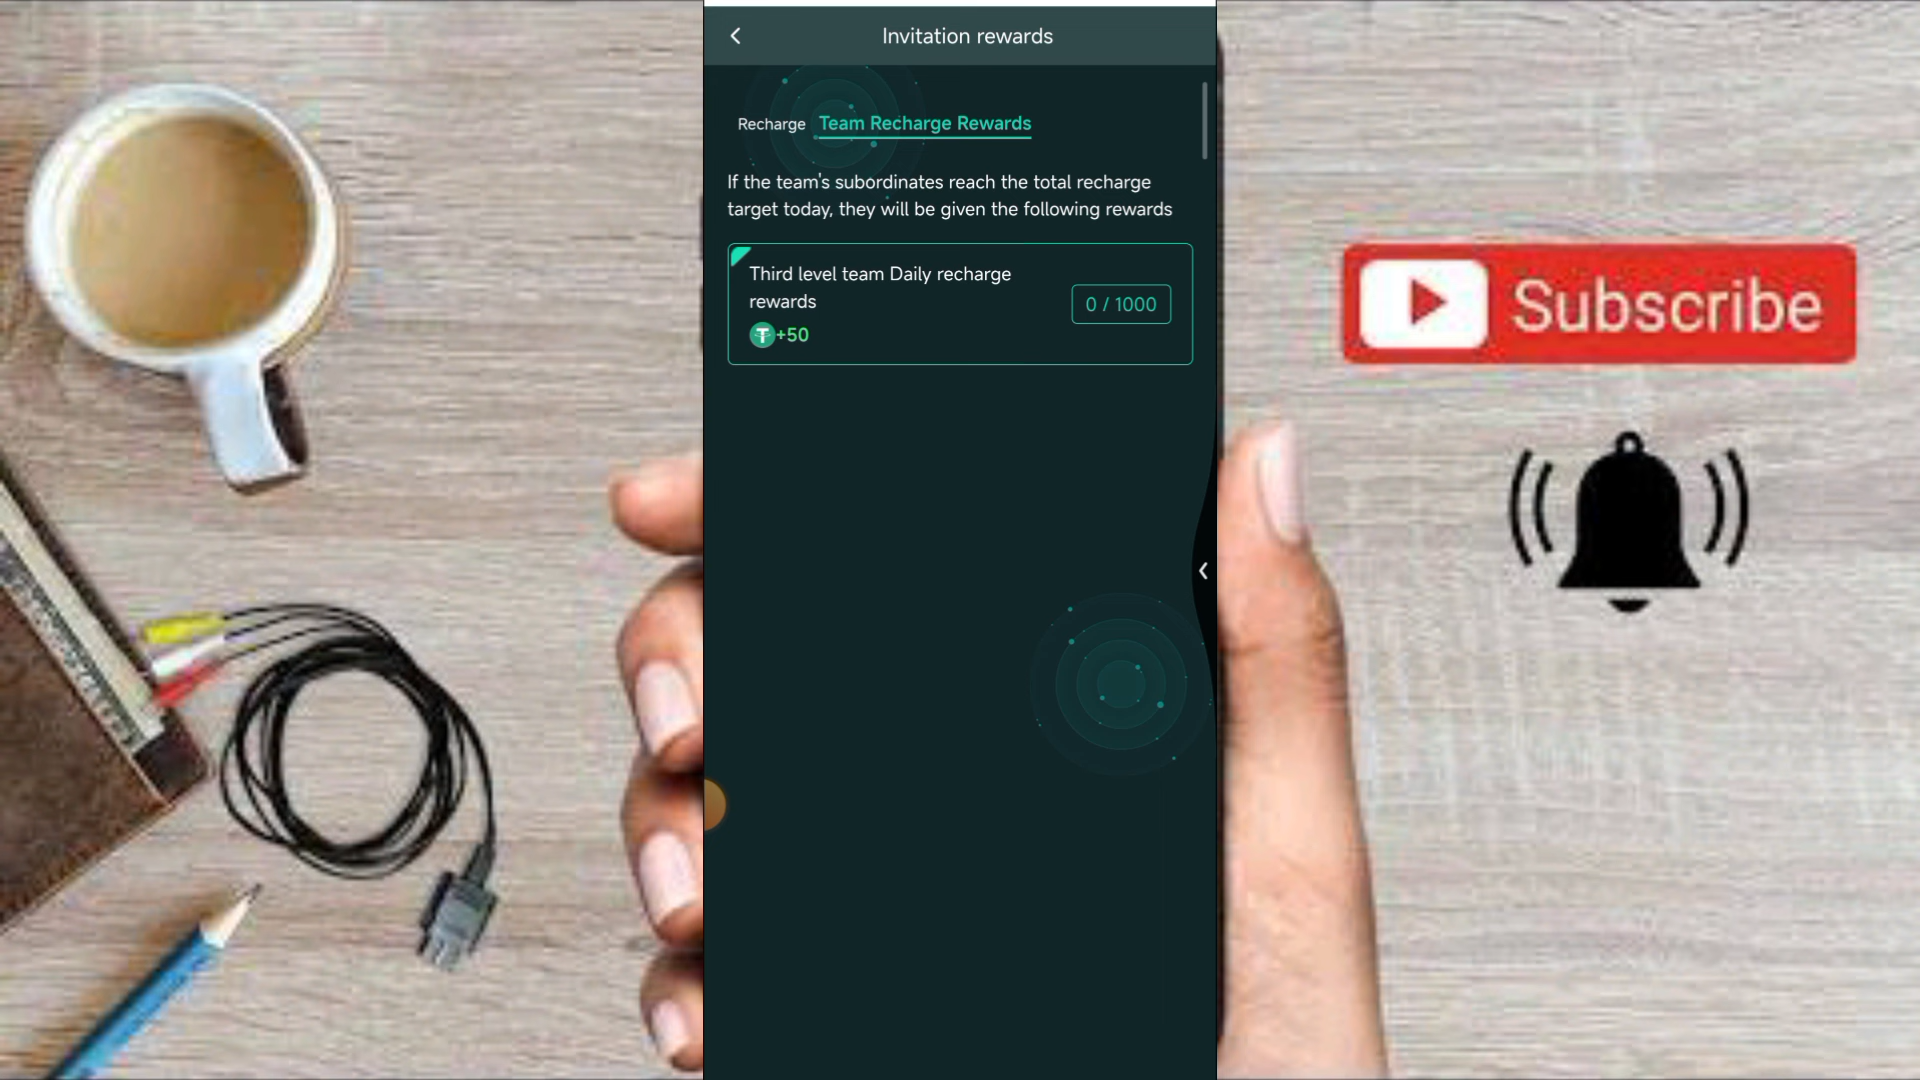 Invitation rewards
Recharge Team Recharge Rewards
If the team's subordinates reach the total recharge
target today, they will be given the following rewards
Third level team Daily recharge
rewards
0 / 1000
+50
Subscribe